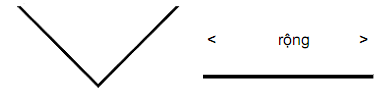 < rộng >